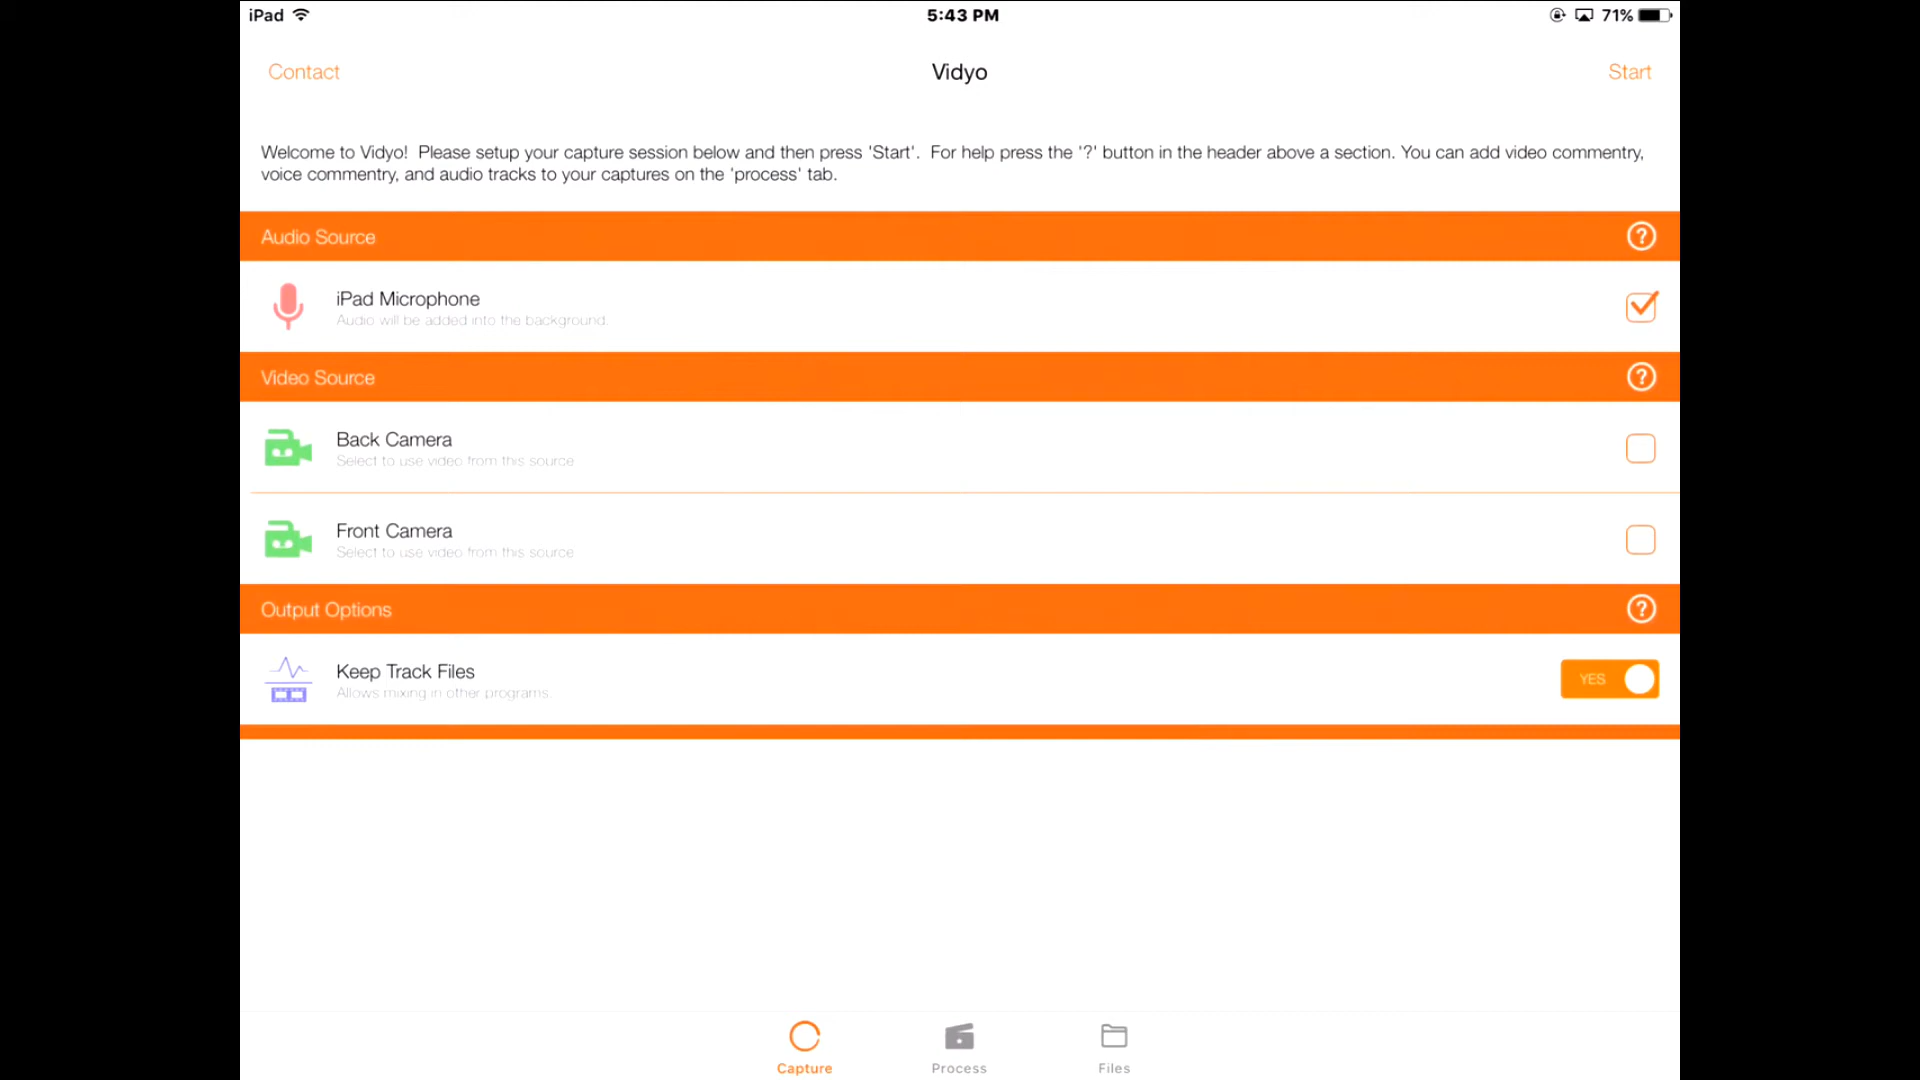 iPad
5:43 PM
71%
Contact
Vidyo
Start
Welcome to Vidyo!  Please setup your capture session below and then press 'Start'.  For help press the '?' button in the header above a section. You can add video commentry,
voice commentry, and audio tracks to your captures on the 'process' tab.
Audio Source
?
iPad Microphone
Audio will be added into the background.
Video Source
?
Back Camera
Select to use video from this source
Front Camera
Select to use video from this source
Output Options
?
Keep Track Files
Allows mixing in other programs.
YES
Capture
Process
Files